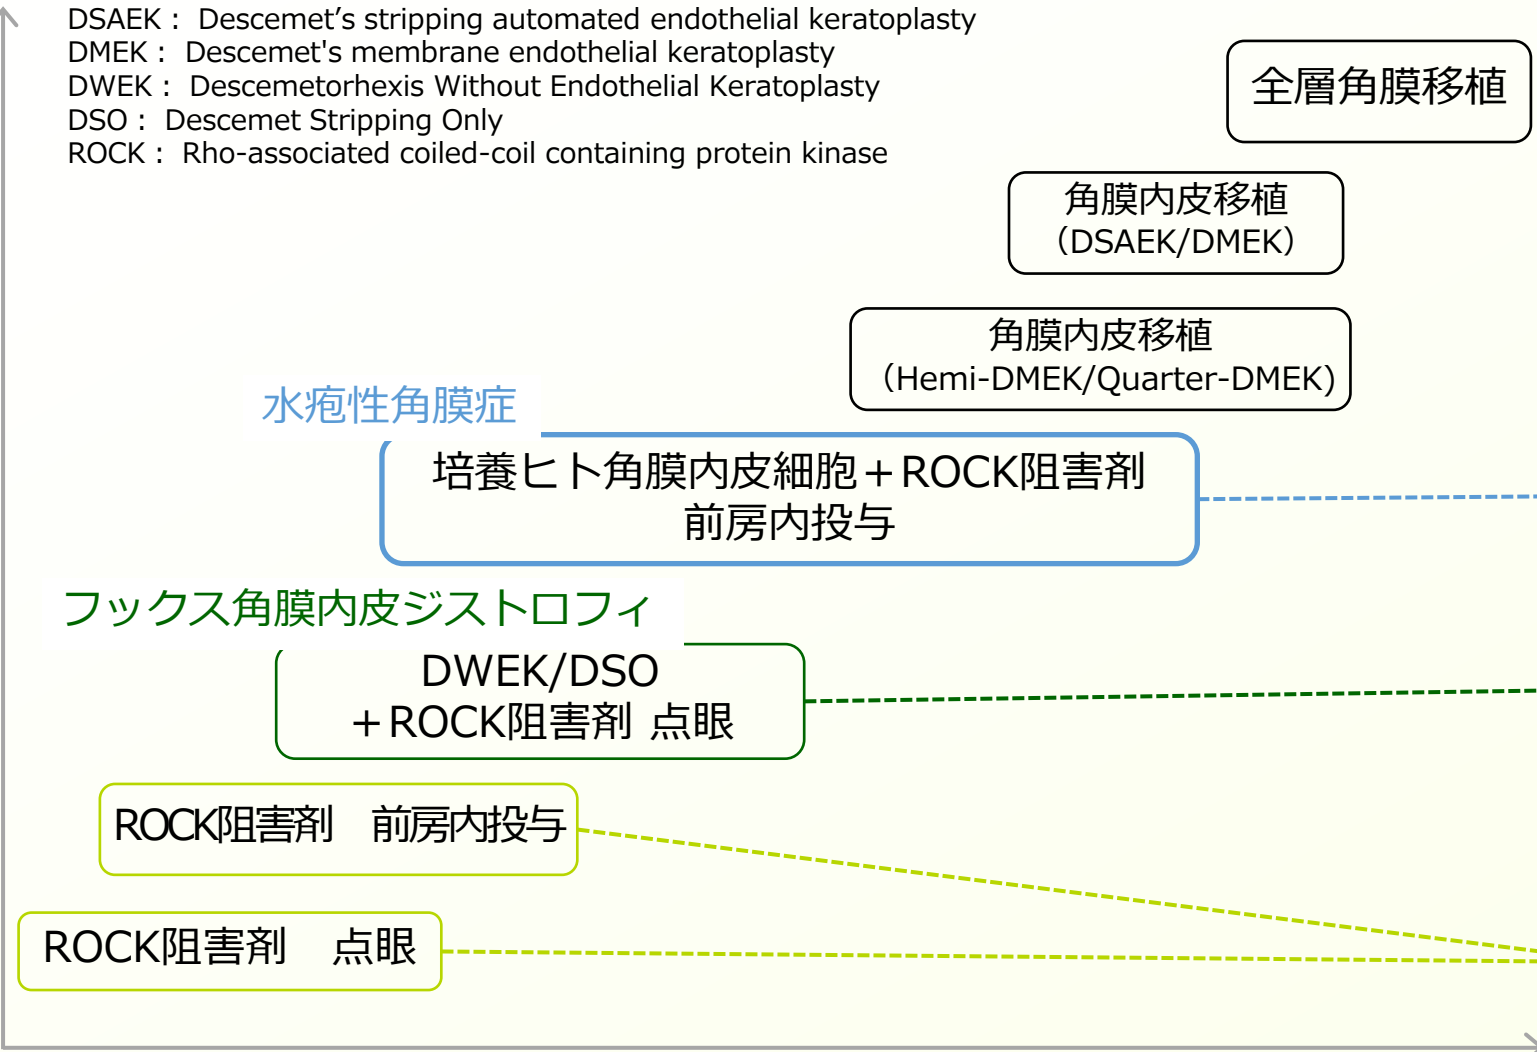 DSAEK： Descemet’s stripping automated endothelial keratoplasty
DMEK： Descemet's membrane endothelial keratoplasty
DWEK： Descemetorhexis Without Endothelial Keratoplasty
DSO： Descemet Stripping Only
ROCK： Rho-associated coiled-coil containing protein kinase
全層角膜移植
角膜内皮移植
（DSAEK/DMEK）
角膜内皮移植
（Hemi-DMEK/Quarter-DMEK)
水疱性角膜症
培養ヒト角膜内皮細胞＋ROCK阻害剤
前房内投与
フックス角膜内皮ジストロフィ
DWEK/DSO
＋ROCK阻害剤 点眼
ROCK阻害剤　前房内投与
ROCK阻害剤　点眼